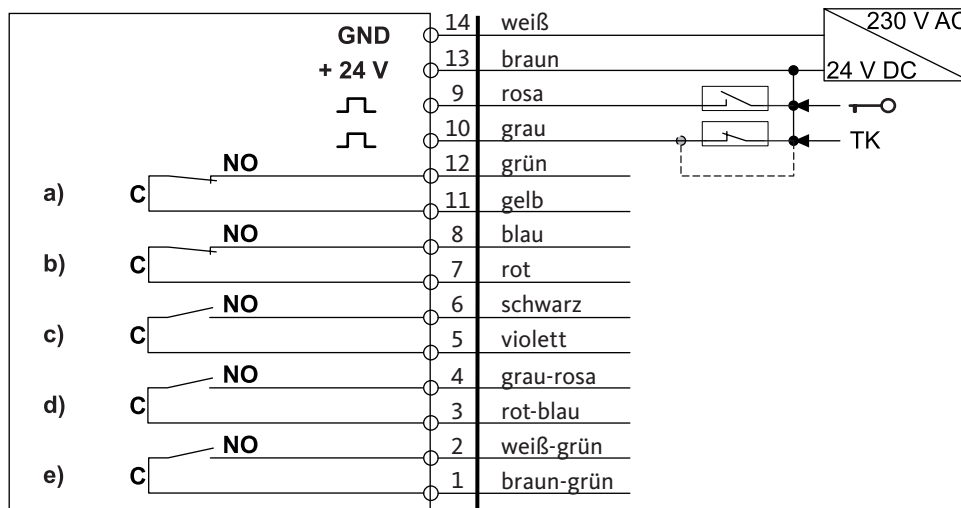 GND 14 weiß 230 V AC
+ 24 V 13 braun 24 V DC
9 rosa
10 grau TK
NO 12 grün
a) C 11 gelb
NO 8 blau
b) C 7 rot
NO 6 schwarz
c) C 5 violett
NO 4 grau-rosa
d) C 3 rot-blau
NO 2 weiß-grün
e) C 1 braun-grün